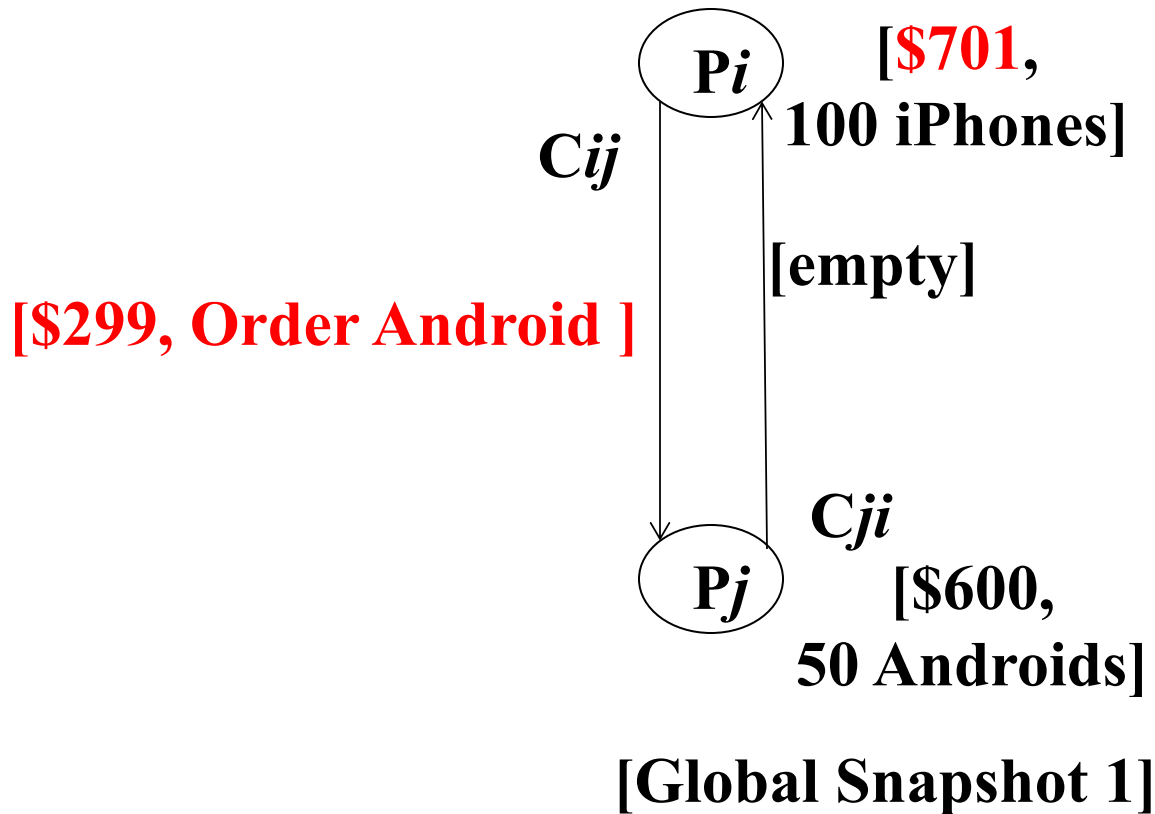 Pi
[$701,
100 iPhones]
Cij
[empty]
[$299, Order Android ]
Cji
Pj
[$600,
50 Androids]
[Global Snapshot 1]